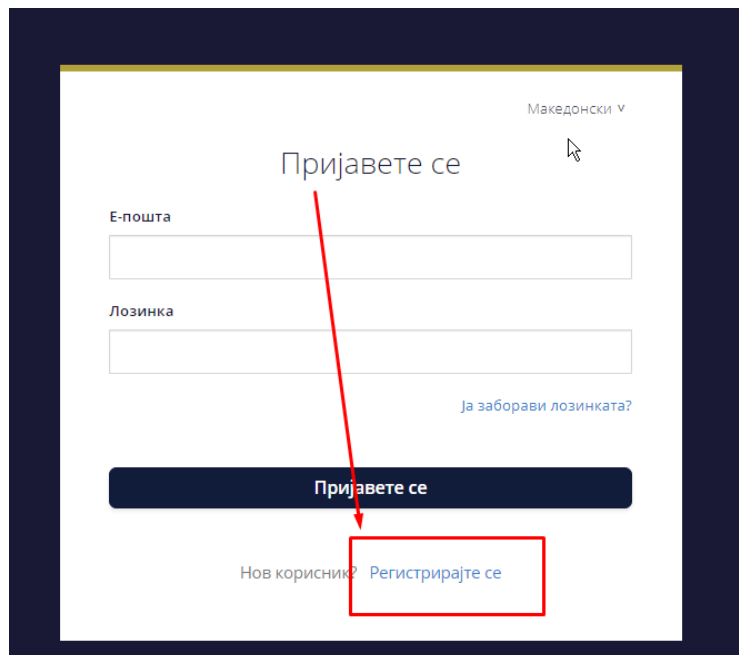 Македонски ˅
Пријавете се
Е-пошта
Лозинка
Ја заборави лозинката?
Пријавете се
Нов корисник? Регистрирајте се